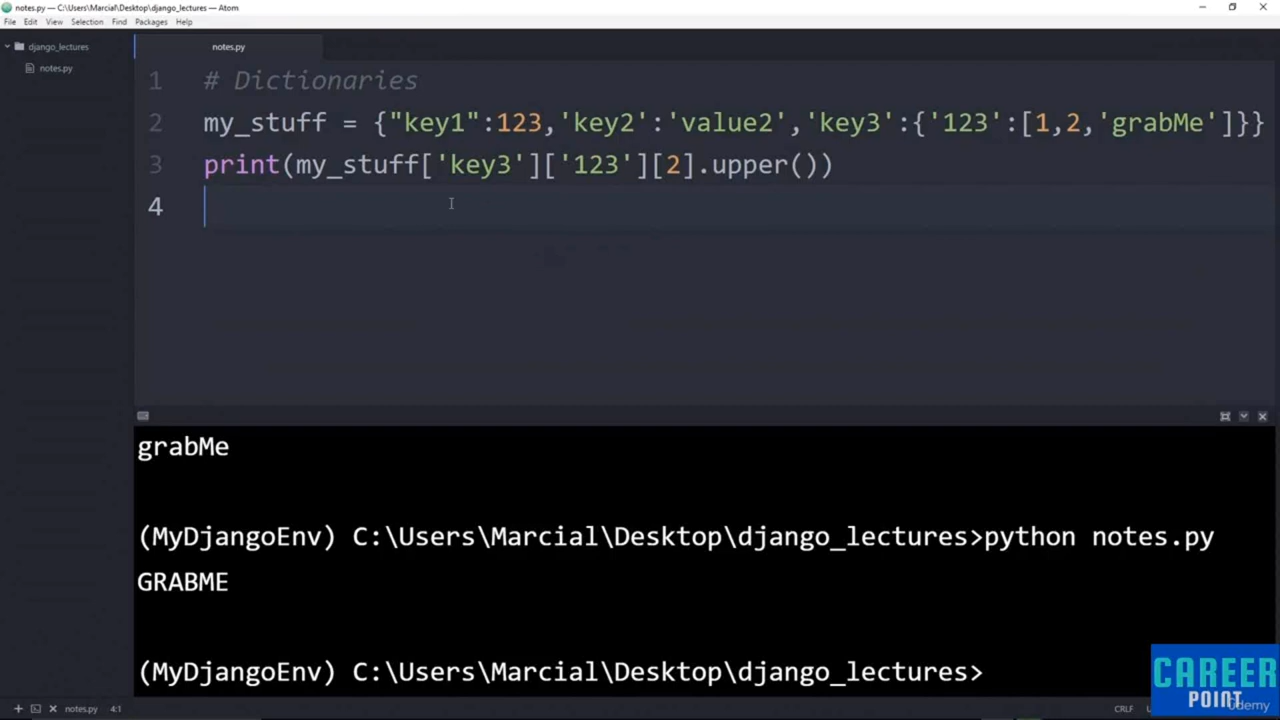 notes.py — C:\Users\Marcial\Desktop\django_lectures — Atom
File Edit View Selection Find Packages Help
django_lectures
notes.py
notes.py
1 # Dictionaries
2 my_stuff = {"key1":123,'key2':'value2','key3':{'123':[1,2,'grabMe']}}
3 print(my_stuff['key3']['123'][2].upper())
4
grabMe
(MyDjangoEnv) C:\Users\Marcial\Desktop\django_lectures>python notes.py
GRABME
(MyDjangoEnv) C:\Users\Marcial\Desktop\django_lectures>
CAREER
POINT
Udemy
notes.py 4:1
CRLF